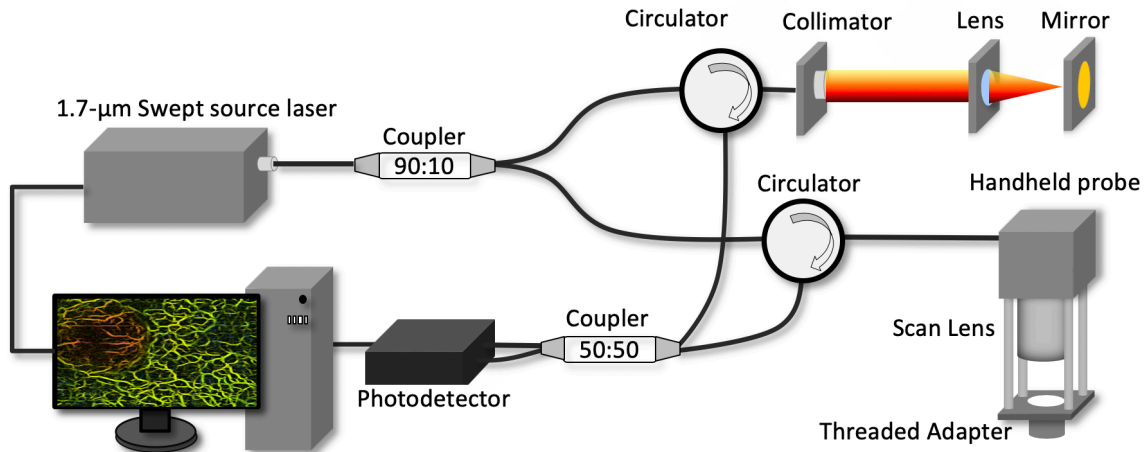 Circulator
Collimator
Lens
Mirror
1.7-μm Swept source laser
Coupler
90:10
Circulator
Handheld probe
Coupler
50:50
Scan Lens
Photodetector
Threaded Adapter